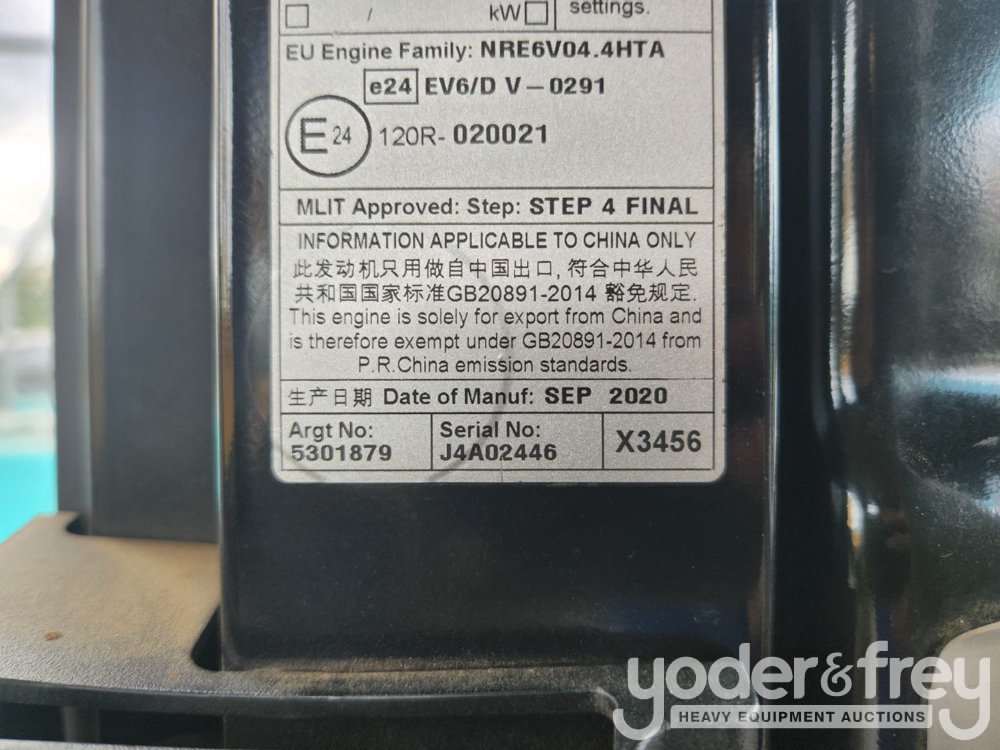 / kW settings.
EU Engine Family: NRE6V04.4HTA
e24 EV6/D V-0291
E24 120R- 020021
MLIT Approved: Step: STEP 4 FINAL
INFORMATION APPLICABLE TO CHINA ONLY
此发动机只用做自中国出口, 符合中华人民
共和国国家标准GB20891-2014 豁免规定.
This engine is solely for export from China and
is therefore exempt under GB20891-2014 from
P.R.China emission standards.
生产日期 Date of Manuf: SEP 2020
Argt No: Serial No:
5301879 J4A02446 X3456
yoder&frey
HEAVY EQUIPMENT AUCTIONS